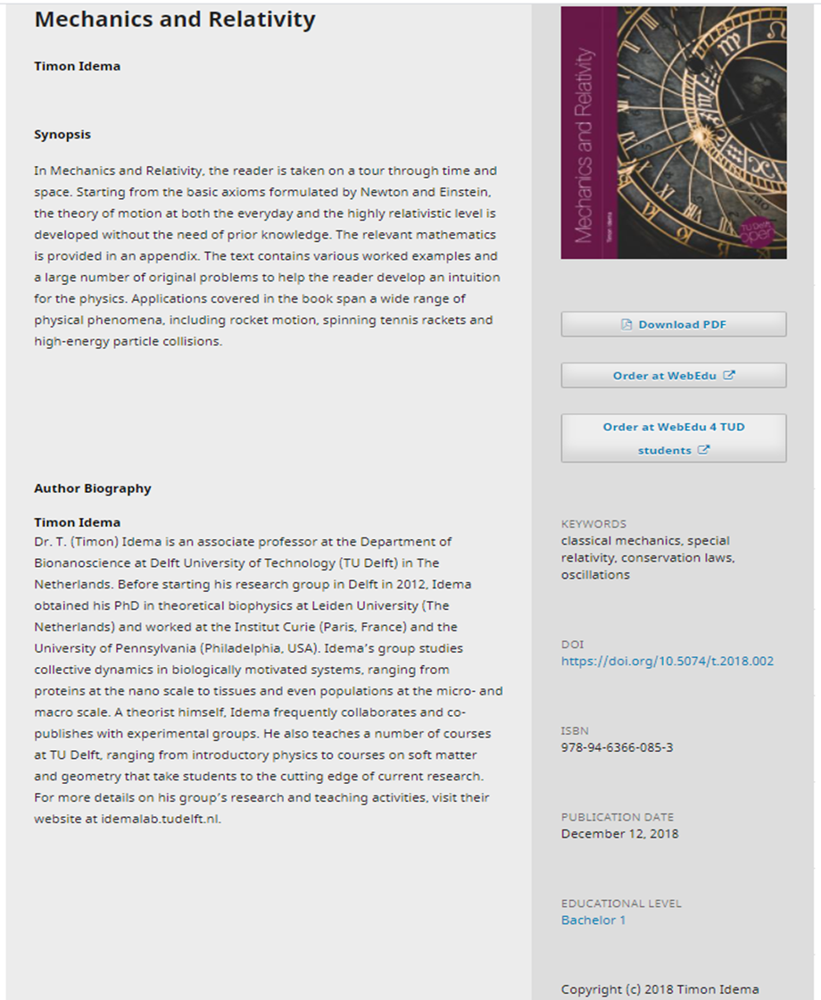 Mechanics and Relativity
Timon Idema
Synopsis
In Mechanics and Relativity, the reader is taken on a tour through time and
space. Starting from the basic axioms formulated by Newton and Einstein,
the theory of motion at both the everyday and the highly relativistic level is
developed without the need of prior knowledge. The relevant mathematics
is provided in an appendix. The text contains various worked examples and
a large number of original problems to help the reader develop an intuition
for the physics. Applications covered in the book span a wide range of
physical phenomena, including rocket motion, spinning tennis rackets and
high-energy particle collisions.
Author Biography
Timon Idema
Dr. T. (Timon) Idema is an associate professor at the Department of
Bionanoscience at Delft University of Technology (TU Delft) in The
Netherlands. Before starting his research group in Delft in 2012, Idema
obtained his PhD in theoretical biophysics at Leiden University (The
Netherlands) and worked at the Institut Curie (Paris, France) and the
University of Pennsylvania (Philadelphia, USA). Idema's group studies
collective dynamics in biologically motivated systems, ranging from
proteins at the nano scale to tissues and even populations at the micro- and
macro scale. A theorist himself, Idema frequently collaborates and co-
publishes with experimental groups. He also teaches a number of courses
at TU Delft, ranging from introductory physics to courses on soft matter
and geometry that take students to the cutting edge of current research.
For more details on his group's research and teaching activities, visit their
website at idemalab.tudelft.nl.
Mechanics and Relativity
Timon Idema
TU Delft
open
Download PDF
Order at WebEdu
Order at WebEdu 4 TUD
students
KEYWORDS
classical mechanics, special
relativity, conservation laws,
oscillations
DOI
https://doi.org/10.5074/t.2018.002
ISBN
978-94-6366-085-3
PUBLICATION DATE
December 12, 2018
EDUCATIONAL LEVEL
Bachelor 1
Copyright (c) 2018 Timon Idema